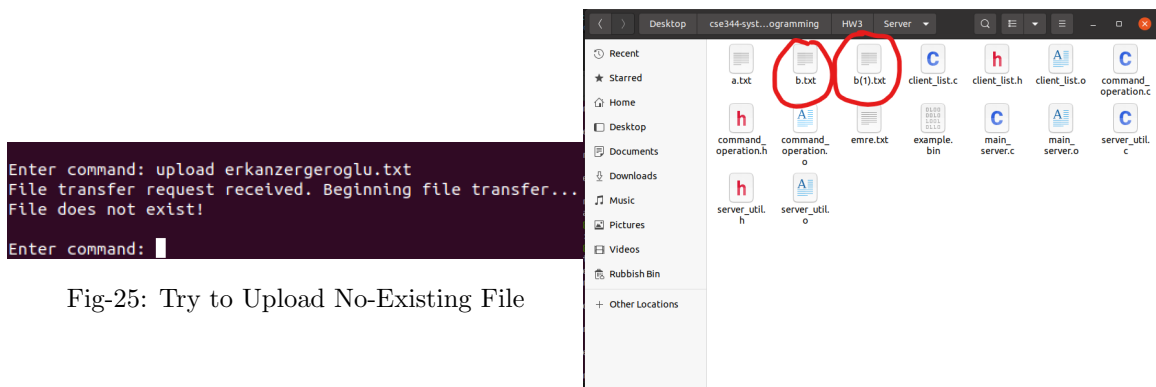 Enter command: upload erkanzergeroglu.txt
File transfer request received. Beginning file transfer...
File does not exist!
Enter command:
Fig-25: Try to Upload No-Existing File
Desktop cse344-syst…ogramming HW3 Server
Recent
Starred
Home
Desktop
Documents
Downloads
Music
Pictures
Videos
Rubbish Bin
+ Other Locations
a.txt b.txt b(1).txt client_list.c client_list.h client_list.o command_
operation.c
command_
operation.h
command_
operation.
o
emre.txt
example.
bin
main_
server.c
main_
server.o
server_util.
c
server_util.
h
server_util.
o